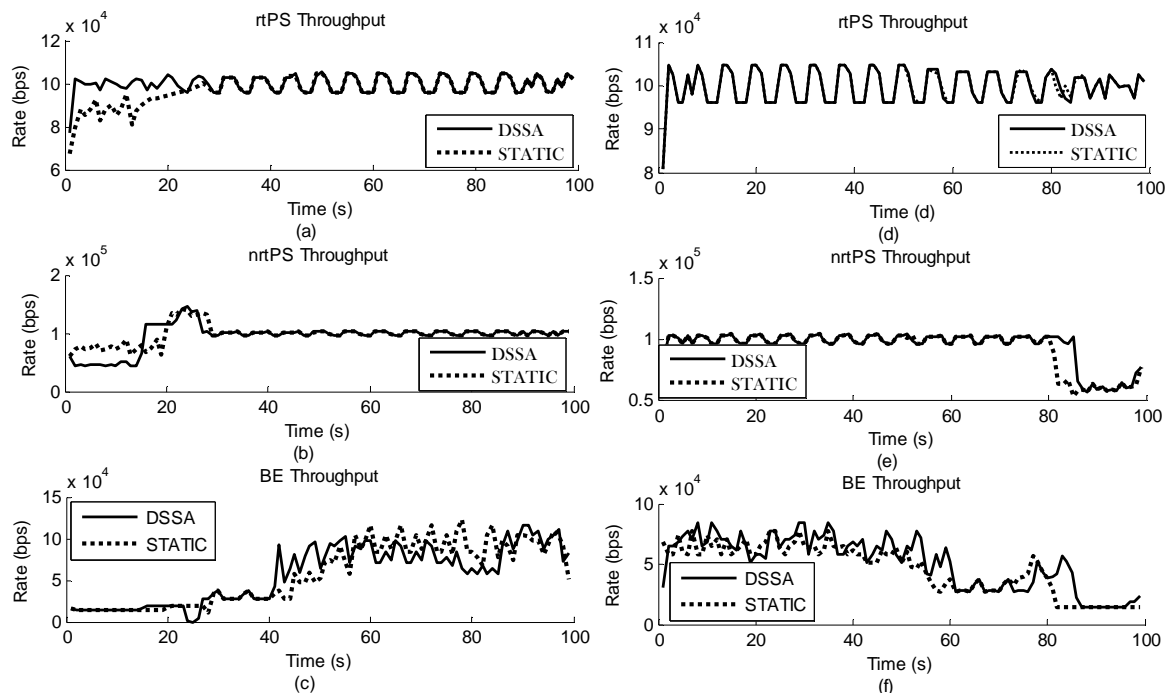 rtPS Throughput
x 10^4
Rate (bps)
12
10
8
6
0 20 40 60 80 100
DSSA
STATIC
Time (s)
(a)
nrtPS Throughput
x 10^5
Rate (bps)
2
1
0
0 20 40 60 80 100
DSSA
STATIC
Time (s)
(b)
BE Throughput
x 10^4
Rate (bps)
15
10
5
0
0 20 40 60 80 100
DSSA
STATIC
Time (s)
(c)
rtPS Throughput
x 10^4
Rate (bps)
11
10
9
8
0 20 40 60 80 100
DSSA
STATIC
Time (d)
(d)
nrtPS Throughput
x 10^5
Rate (bps)
1.5
1
0.5
0 20 40 60 80 100
DSSA
STATIC
Time (s)
(e)
BE Throughput
x 10^4
Rate (bps)
10
5
0
0 20 40 60 80 100
DSSA
STATIC
Time (s)
(f)